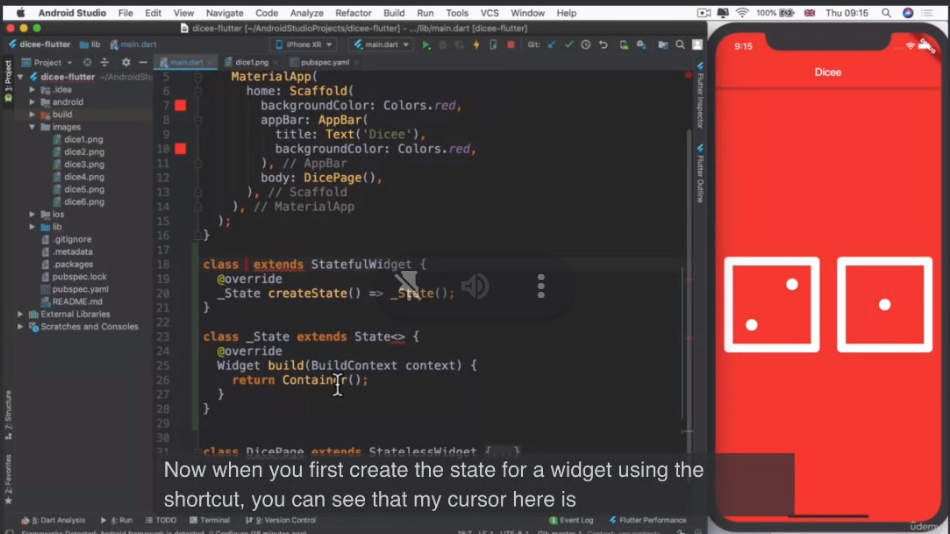 Android Studio File Edit View Navigate Code Analyze Refactor Build Run Tools VCS Window Help 100% Thu 09:15
dicee-flutter [~/AndroidStudioProjects/dicee-flutter] - .../lib/main.dart [dicee-flutter]
dicee-flutter lib main.dart iPhone XR main.dart Git:
Project main.dart dice1.png pubspec.yaml
dicee-flutter ~/AndroidStudioP
.idea
android
build
images
dice1.png
dice2.png
dice3.png
dice4.png
dice5.png
dice6.png
ios
lib
.gitignore
.metadata
.packages
pubspec.lock
pubspec.yaml
README.md
External Libraries
Scratches and Consoles
1: Project
7: Structure
2: Favorites
5 MaterialApp(
6 home: Scaffold(
7 backgroundColor: Colors.red,
8 appBar: AppBar(
9 title: Text('Dicee'),
10 backgroundColor: Colors.red,
11 ), // AppBar
12 body: DicePage(),
13 ), // Scaffold
14 ), // MaterialApp
15 );
16 }
17
18 class extends StatefulWidget {
19 @override
20 _State createState() => _State();
21 }
22
23 class _State extends State<> {
24 @override
25 Widget build(BuildContext context) {
26 return Container();
27 }
28 }
29
30
31 class DicePage extends StatelessWidget {...}
Flutter Inspector
Flutter Outline
9:15
Dicee
Now when you first create the state for a widget using the
shortcut, you can see that my cursor here is
Dart Analysis 4: Run TODO Terminal 9: Version Control Event Log Flutter Performance
udemy